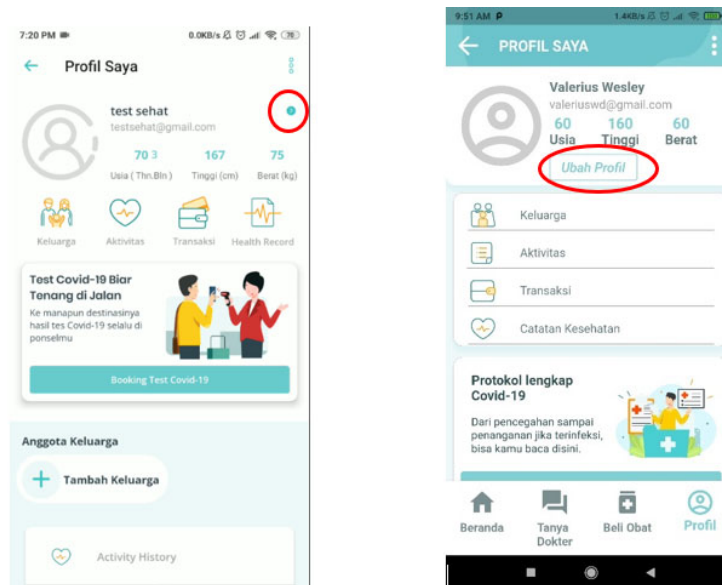 7:20 PM
0.0KB/s
70
Profil Saya
test sehat
testsehat@gmail.com
70 3
167
75
Usia ( Thn.Bln )
Tinggi (cm)
Berat (kg)
Keluarga
Aktivitas
Transaksi
Health Record
Test Covid-19 Biar
Tenang di Jalan
Ke manapun destinasinya
hasil tes Covid-19 selalu di
ponselmu
Booking Test Covid-19
Anggota Keluarga
Tambah Keluarga
Activity History
9:51 AM
1.4KB/s
PROFIL SAYA
Valerius Wesley
valeriuswd@gmail.com
60
160
60
Usia
Tinggi
Berat
Ubah Profil
Keluarga
Aktivitas
Transaksi
Catatan Kesehatan
Protokol lengkap
Covid-19
Dari pencegahan sampai
penanganan jika terinfeksi,
bisa kamu baca disini.
Beranda
Tanya
Dokter
Beli Obat
Profil